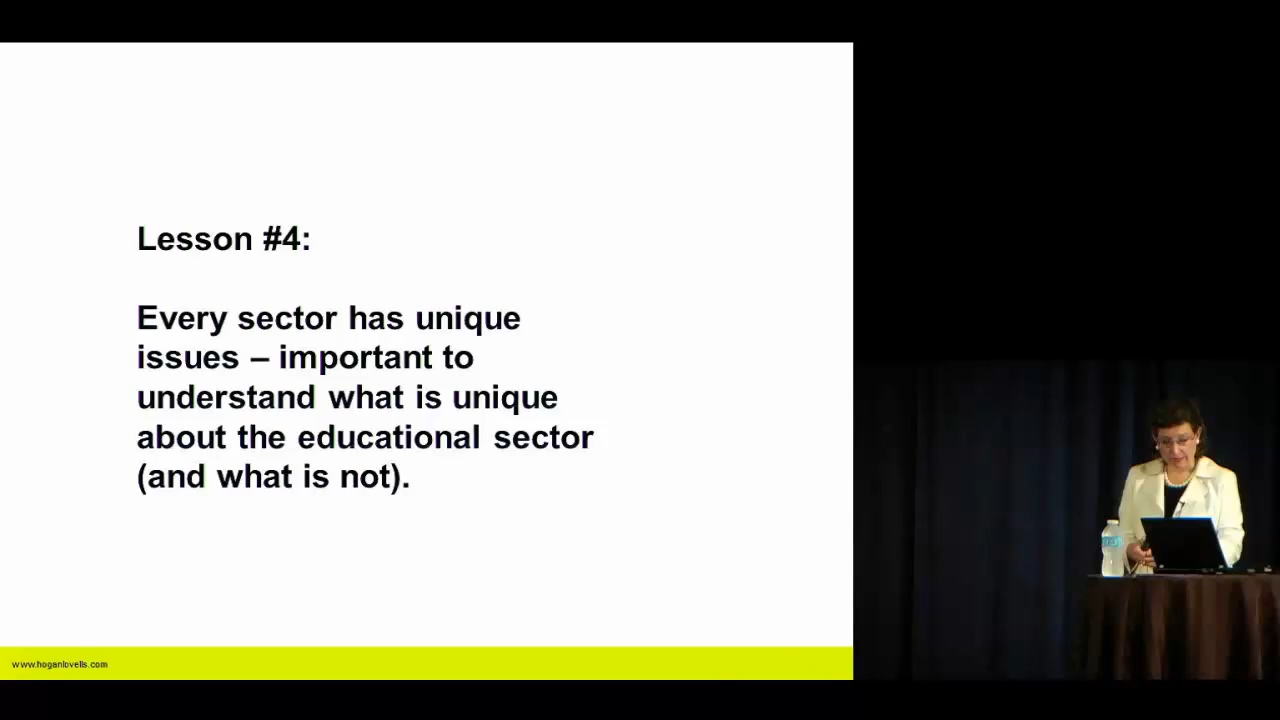 Lesson #4:
Every sector has unique
issues – important to
understand what is unique
about the educational sector
(and what is not).
www.hoganlovells.com